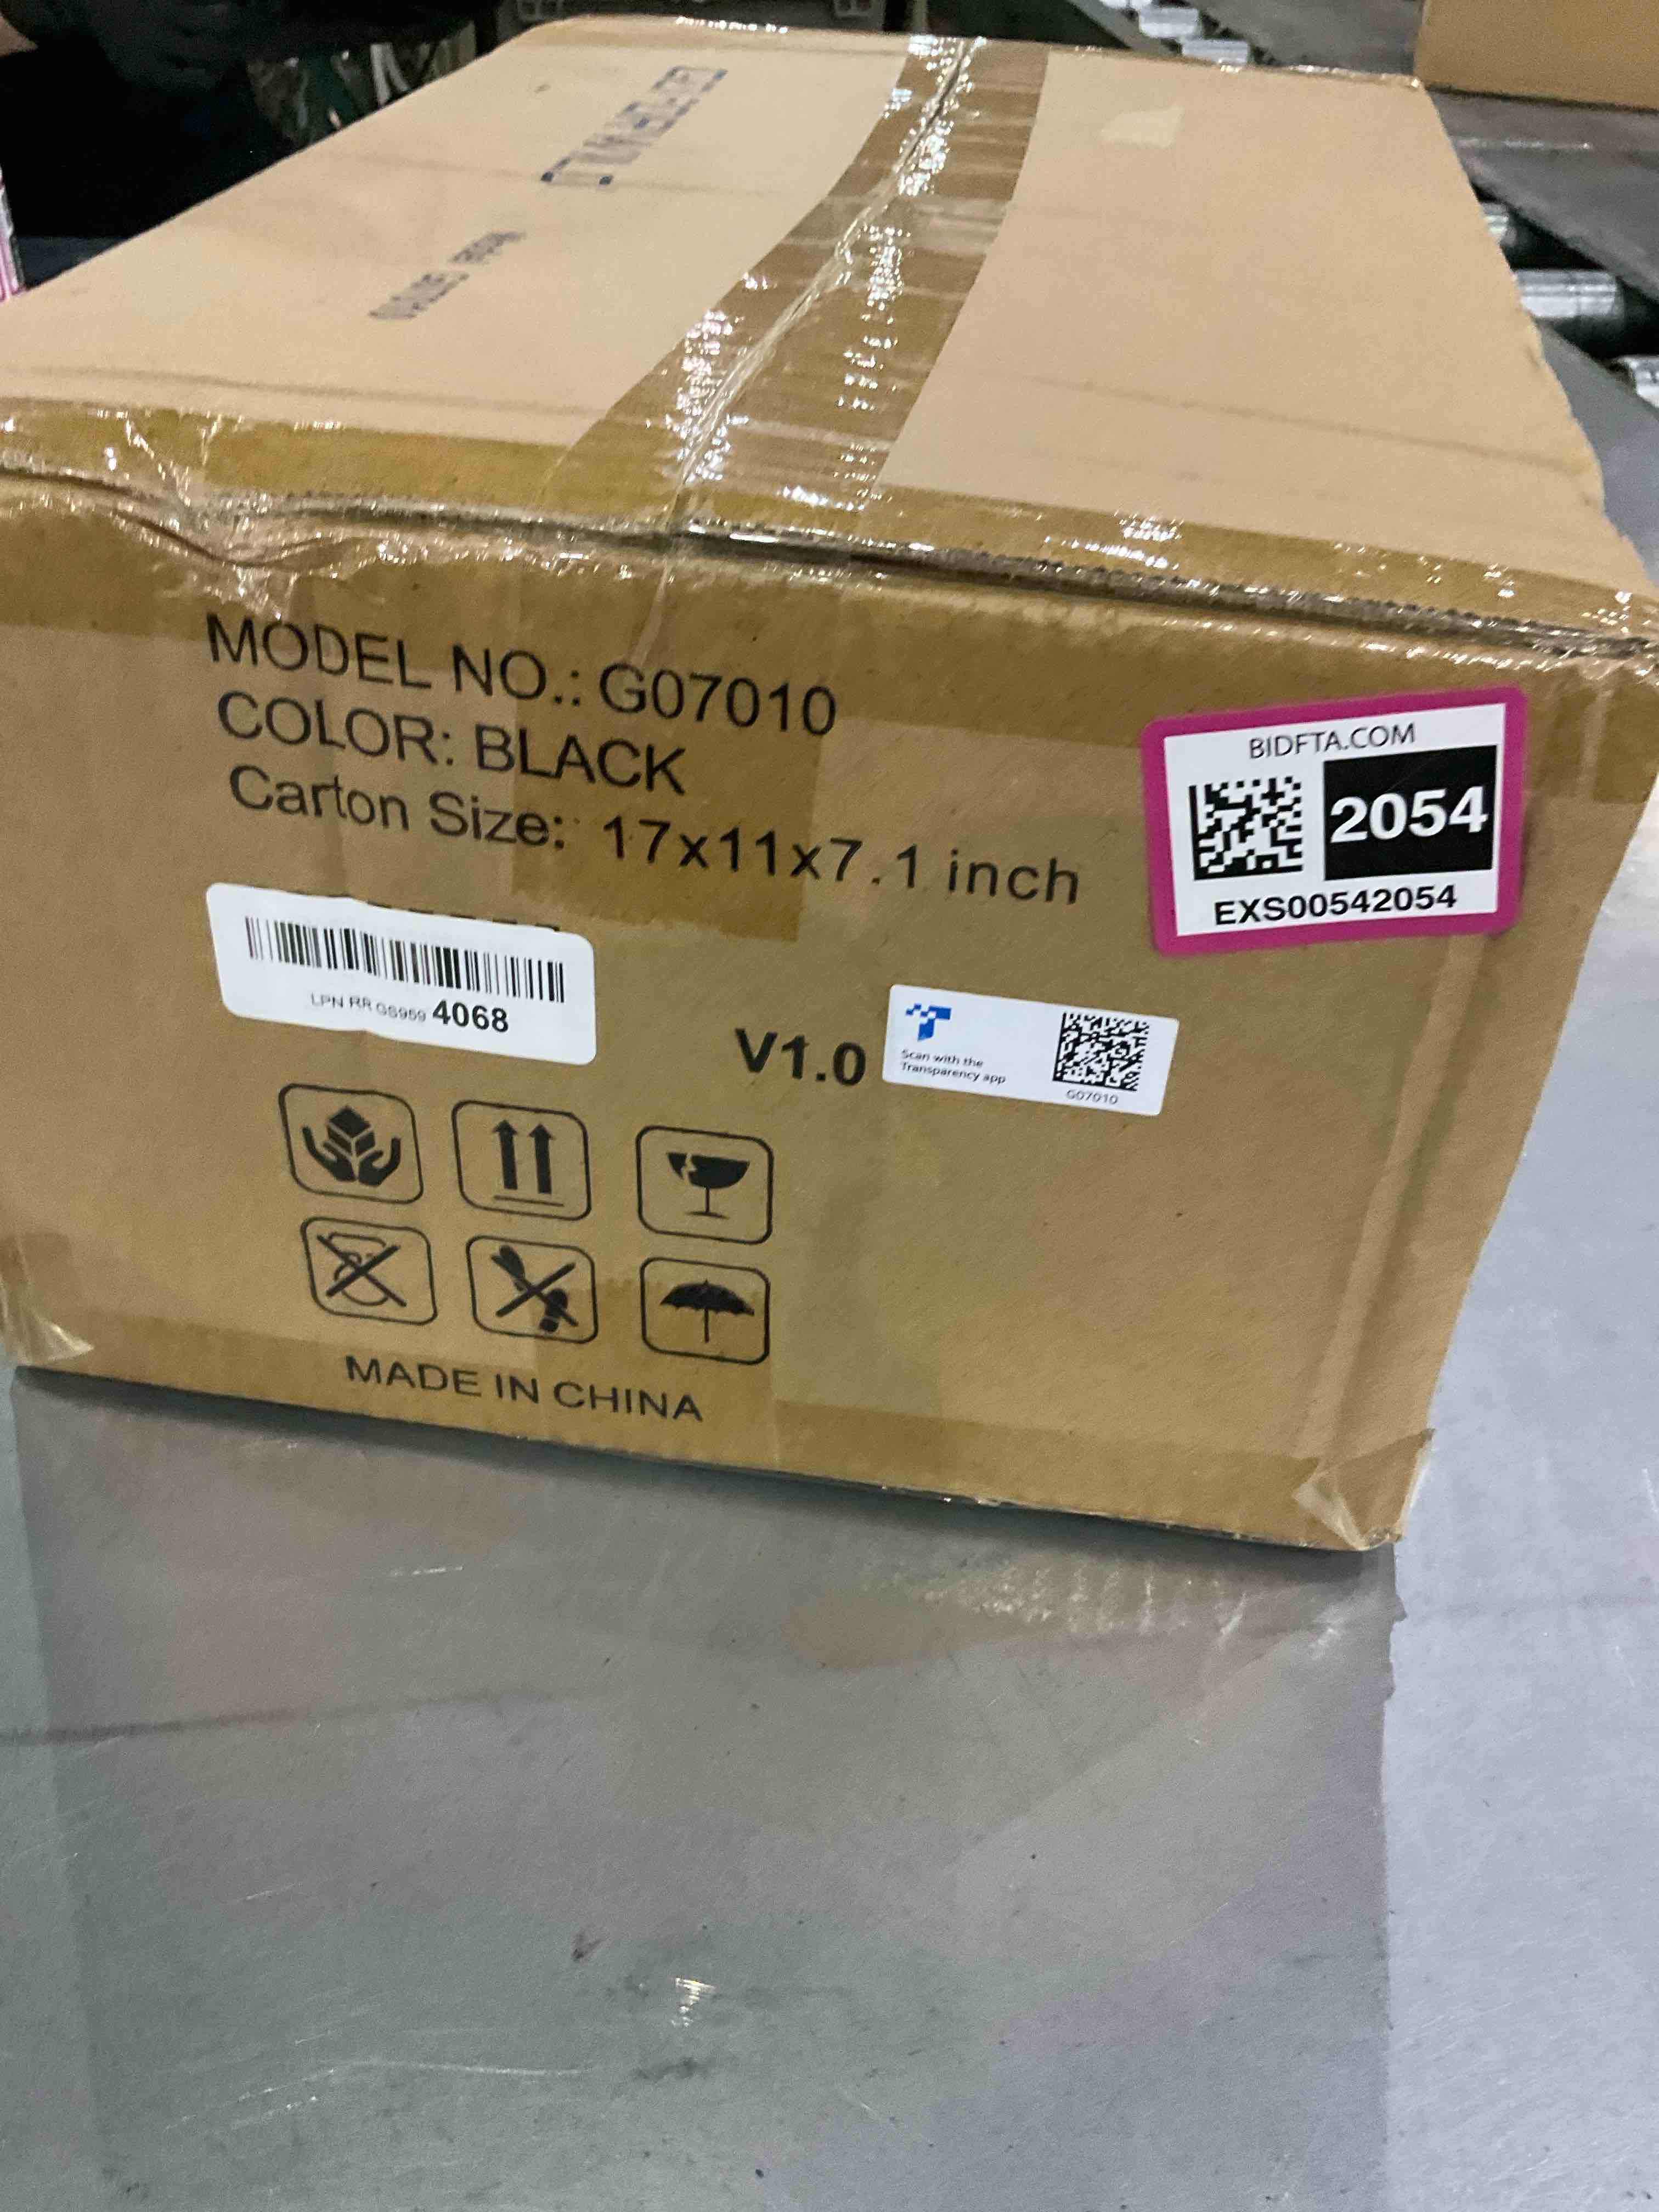 MODEL NO.: G07010
COLOR: BLACK
Carton Size: 17x11x7.1 inch
BIDFTA.COM
2054
EXS00542054
LPN RR GS959 4068
V1.0
Scan with the
Transparency app
G07010
MADE IN CHINA